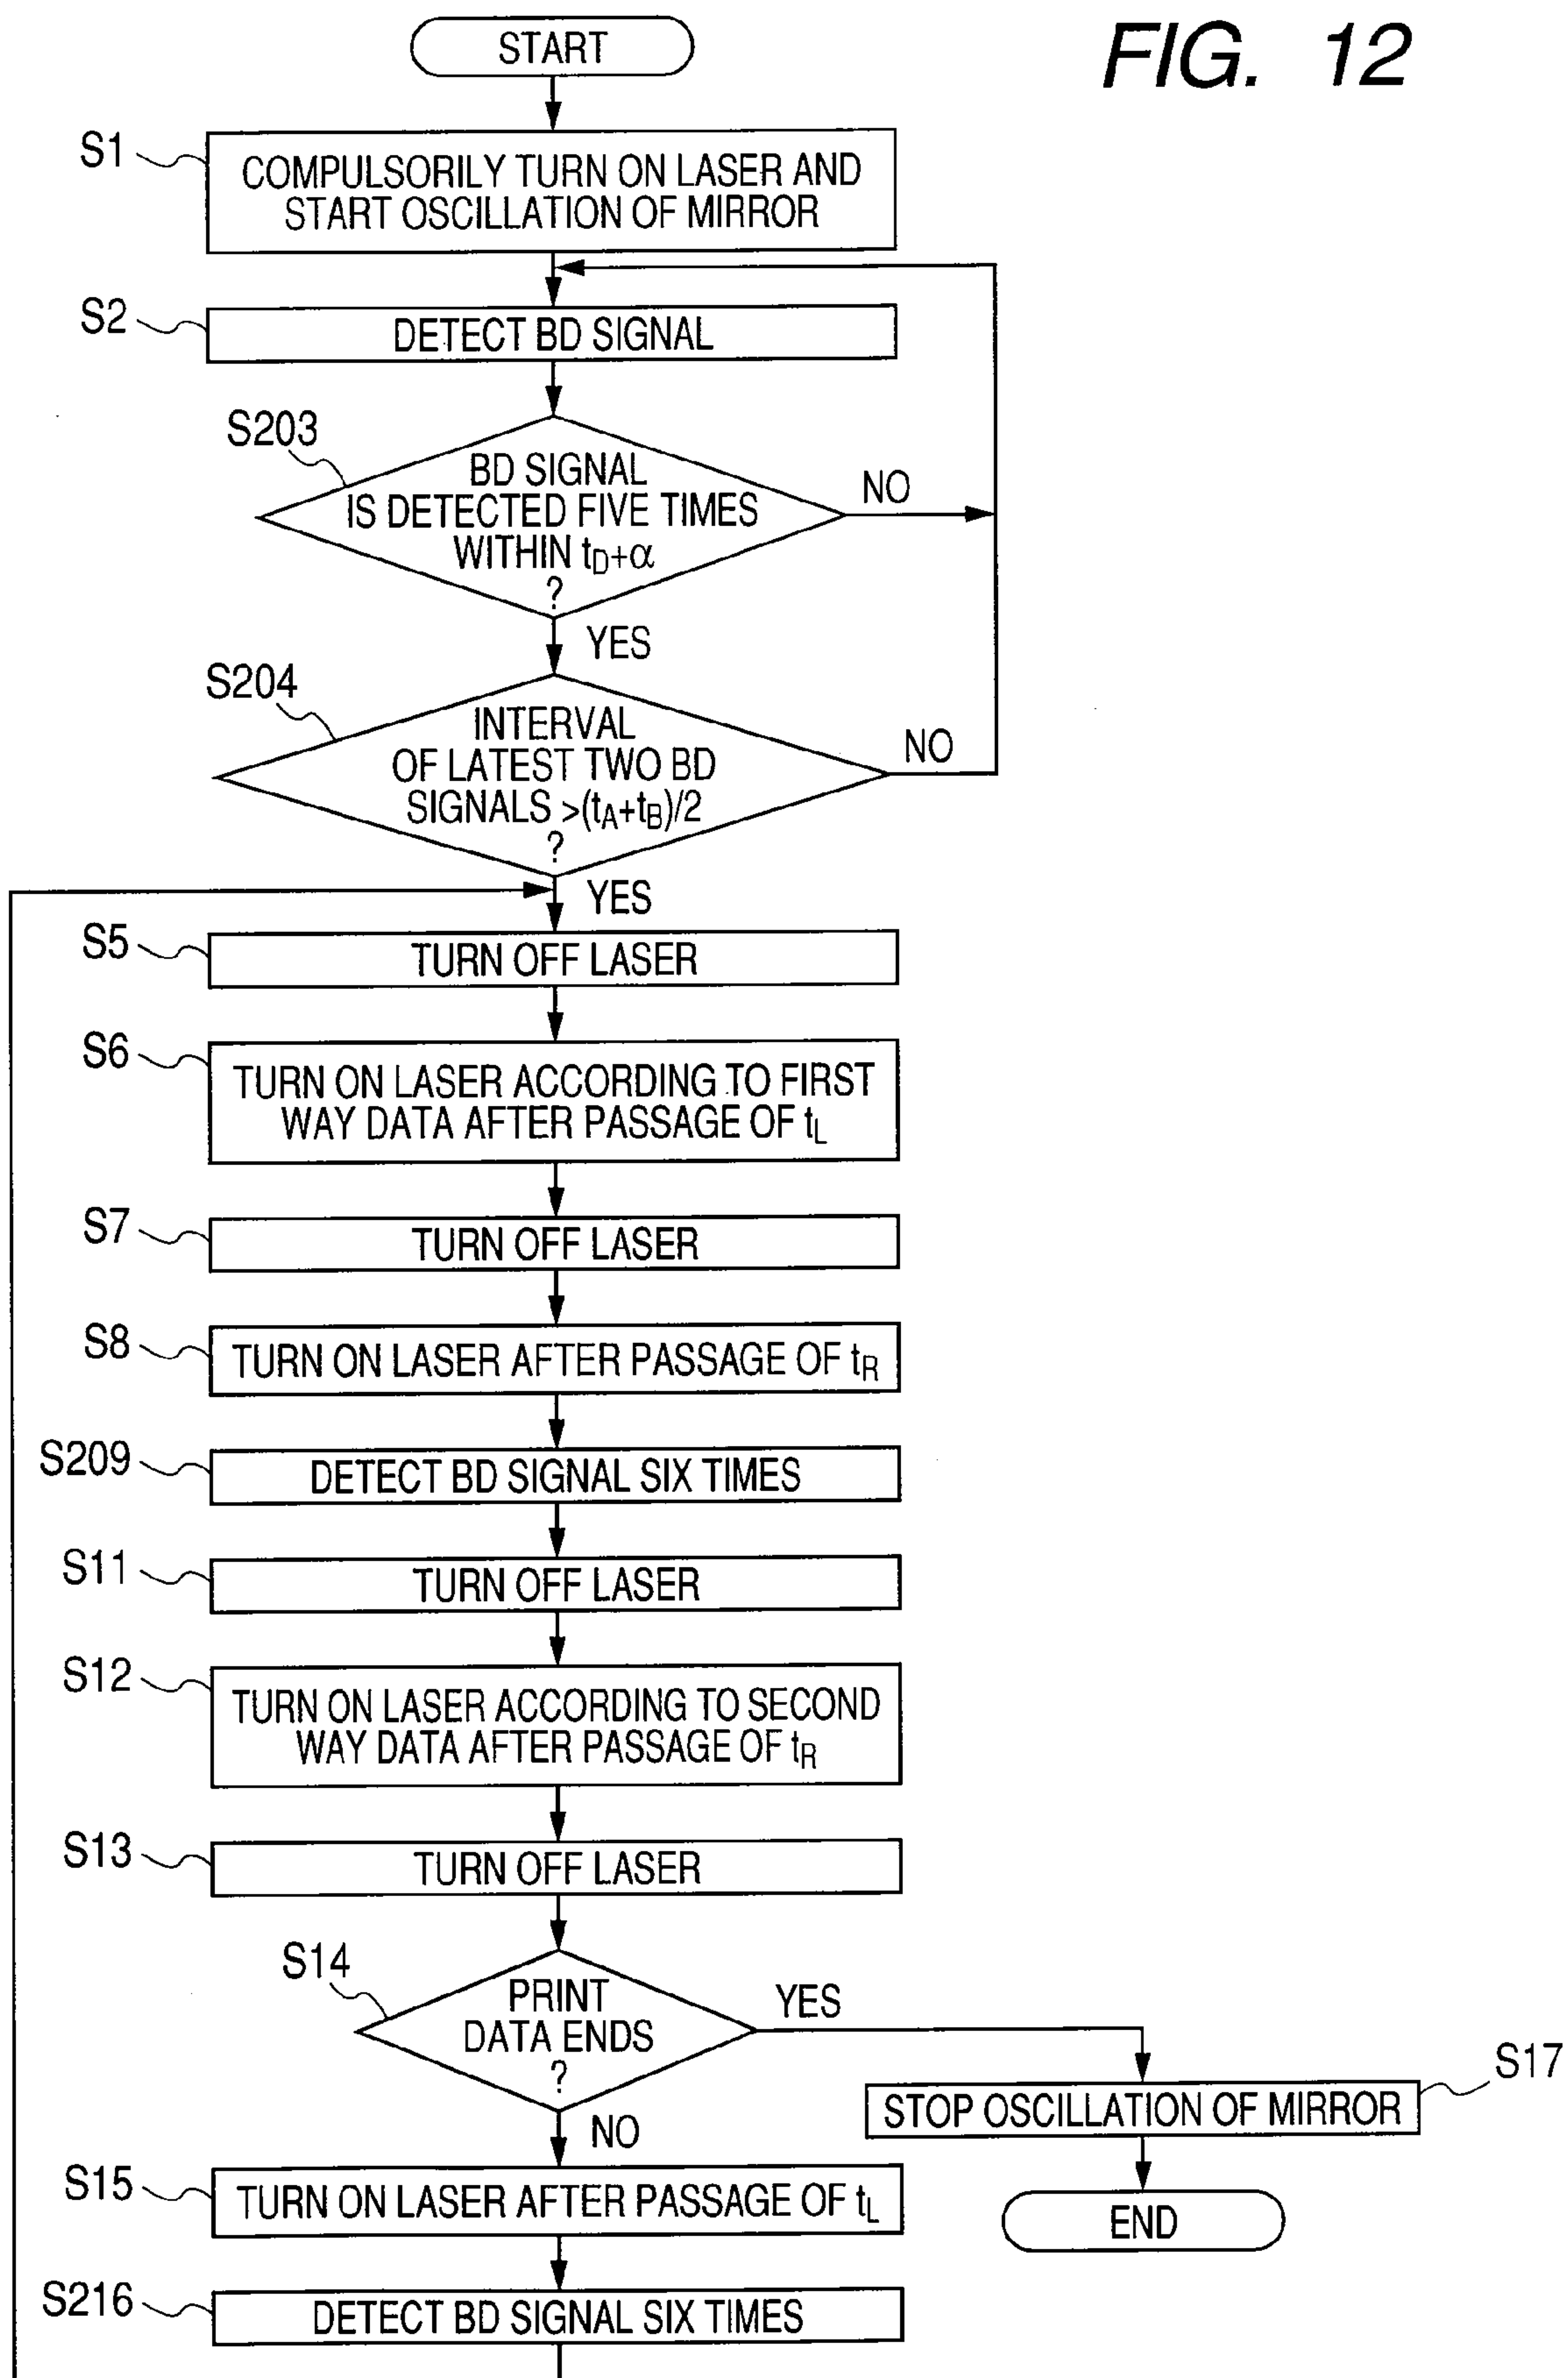 FIG. 12
START
S1
COMPULSORILY TURN ON LASER AND
START OSCILLATION OF MIRROR
S2
DETECT BD SIGNAL
S203
BD SIGNAL
IS DETECTED FIVE TIMES
WITHIN tD+α
?
NO
YES
S204
INTERVAL
OF LATEST TWO BD
SIGNALS >(tA+tB)/2
?
NO
YES
S5
TURN OFF LASER
S6
TURN ON LASER ACCORDING TO FIRST
WAY DATA AFTER PASSAGE OF tL
S7
TURN OFF LASER
S8
TURN ON LASER AFTER PASSAGE OF tR
S209
DETECT BD SIGNAL SIX TIMES
S11
TURN OFF LASER
S12
TURN ON LASER ACCORDING TO SECOND
WAY DATA AFTER PASSAGE OF tR
S13
TURN OFF LASER
S14
PRINT
DATA ENDS
?
YES
S17
STOP OSCILLATION OF MIRROR
END
NO
S15
TURN ON LASER AFTER PASSAGE OF tL
S216
DETECT BD SIGNAL SIX TIMES